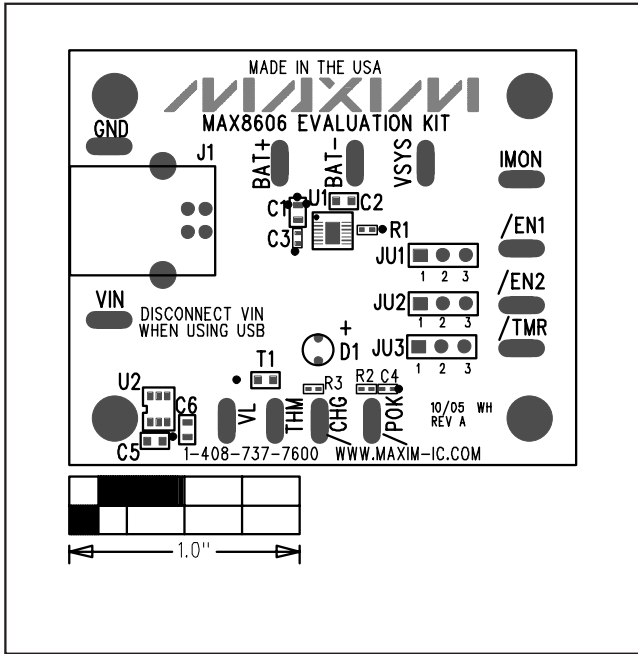 MADE IN THE USA
MAXIM
MAX8606 EVALUATION KIT
GND
J1
BAT+
BAT-
VSYS
IMON
U1
C1
C2
C3
R1
/EN1
JU1
1 2 3
/EN2
VIN
DISCONNECT VIN
WHEN USING USB
JU2
1 2 3
/TMR
+
D1
JU3
1 2 3
T1
U2
R3
R2
C4
C6
C5
VL
THM
/CHG
/POK
10/05 WH
REV A
1-408-737-7600 WWW.MAXIM-IC.COM
1.0"